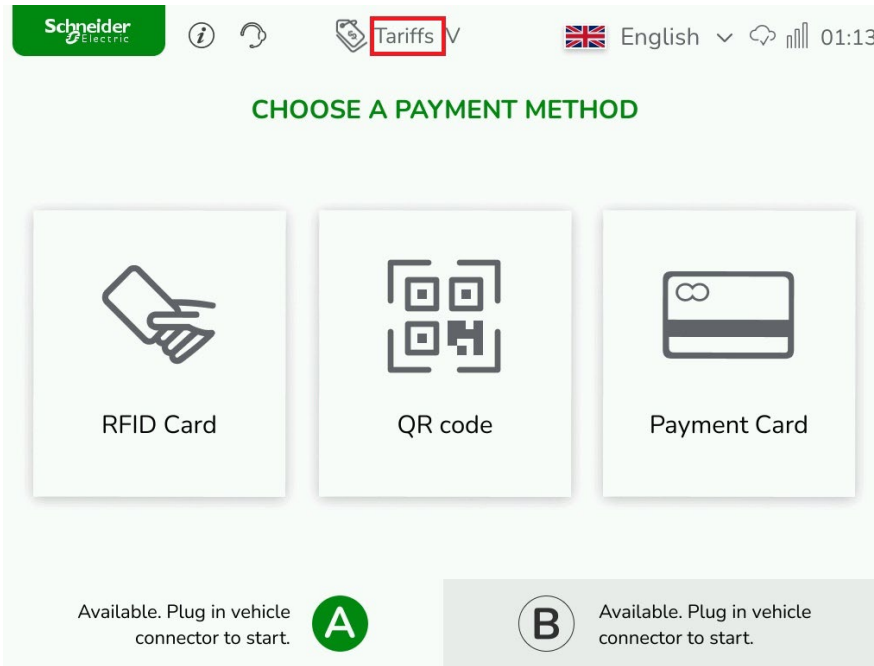 Schneider
Electric
Tariffs V
English
01:13
CHOOSE A PAYMENT METHOD
RFID Card
QR code
Payment Card
Available. Plug in vehicle
connector to start.
A
B
Available. Plug in vehicle
connector to start.